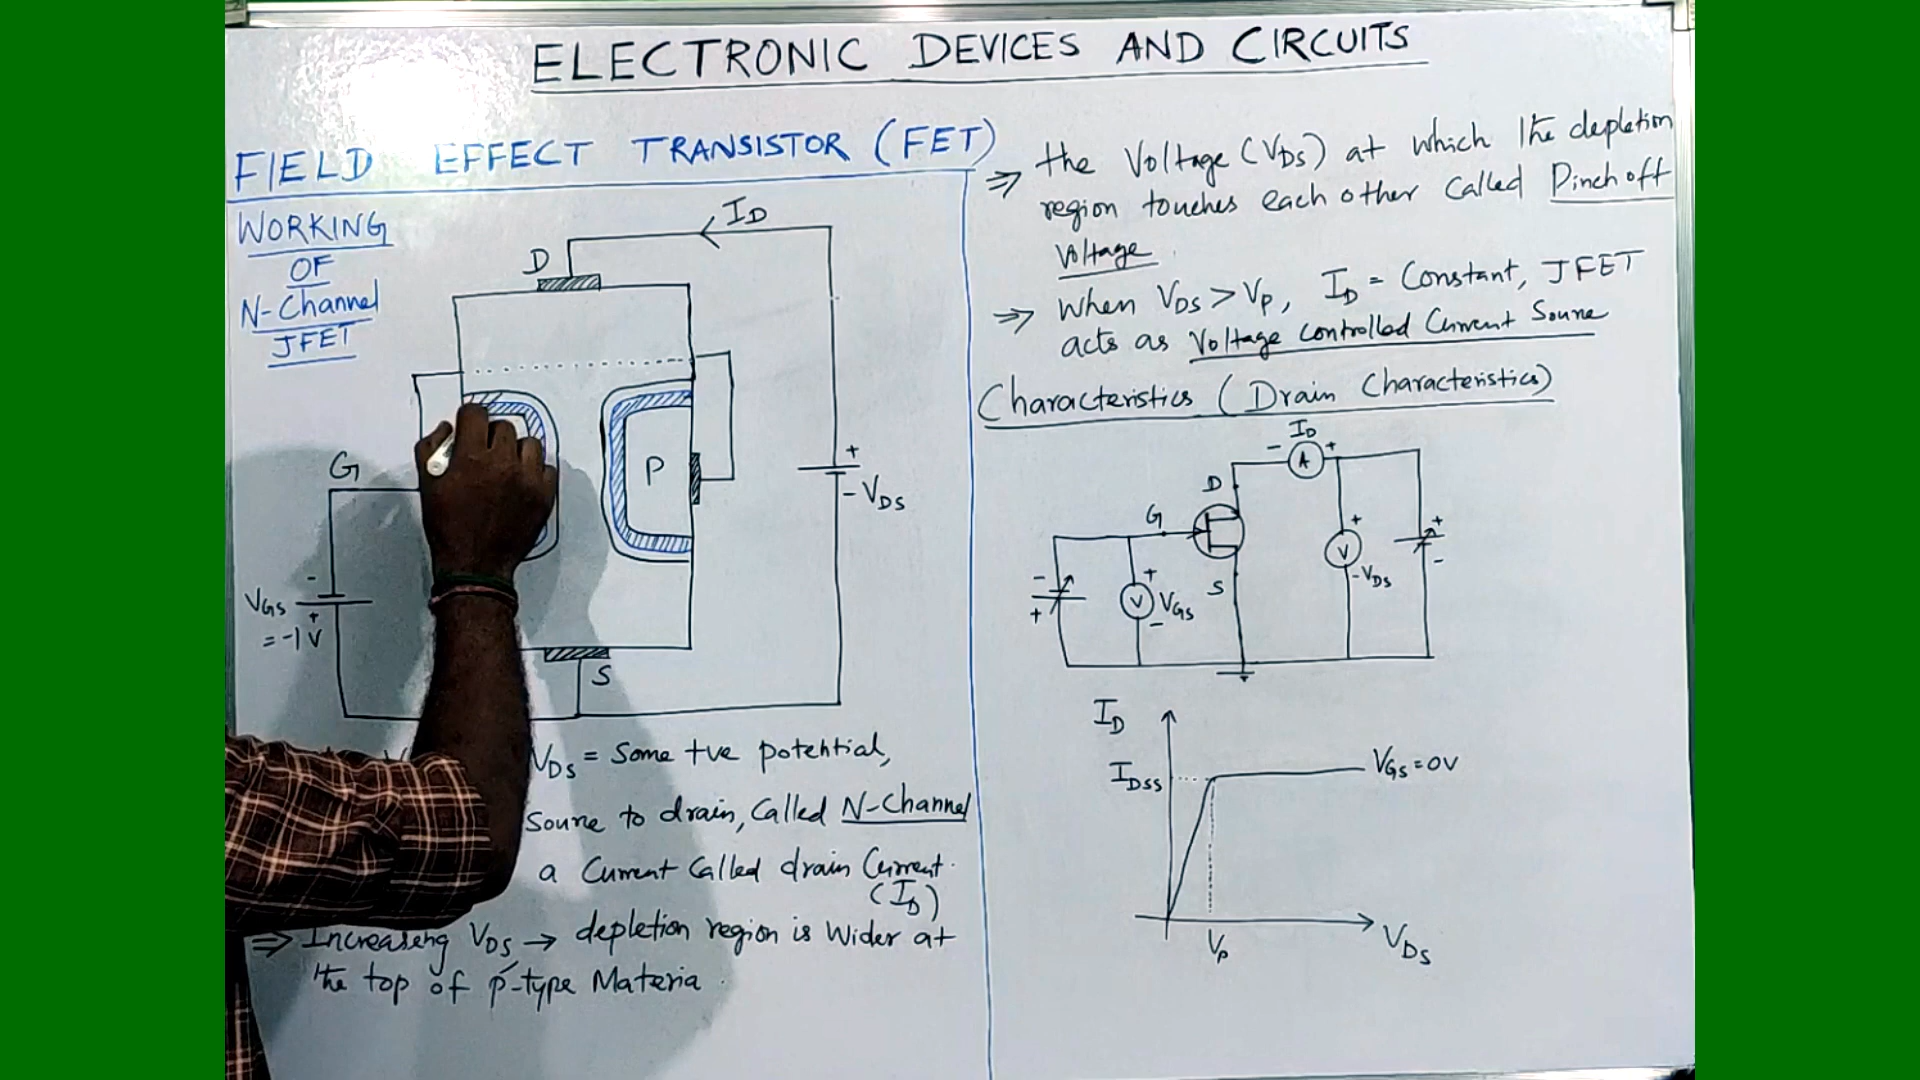 ELECTRONIC DEVICES AND CIRCUITS
FIELD EFFECT TRANSISTOR (FET)
WORKING
OF
N-Channel
JFET
D
ID
P
G
+
- VDS
-
VGS
+
= -1V
S
VDS = Some +ve potential,
Sourse to drain, Called N-Channel
a Current Called drain Current.
(ID)
⇒ Increaseng VDS → depletion region is Wider at
the top of p-type Materia
⇒ the Voltage (VDS) at which the depletion
region touches each other Called Pinch off
Voltage.
⇒ When VDS > VP, ID = Constant, JFET
acts as Voltage Controlled Current Sourse
Characteristics (Drain Characteristics)
ID
- A +
D
G
S
-
+
+
V VGS
-
+
V
- VDS
+
-
ID
IDSS
VGS = 0V
VP
VDS